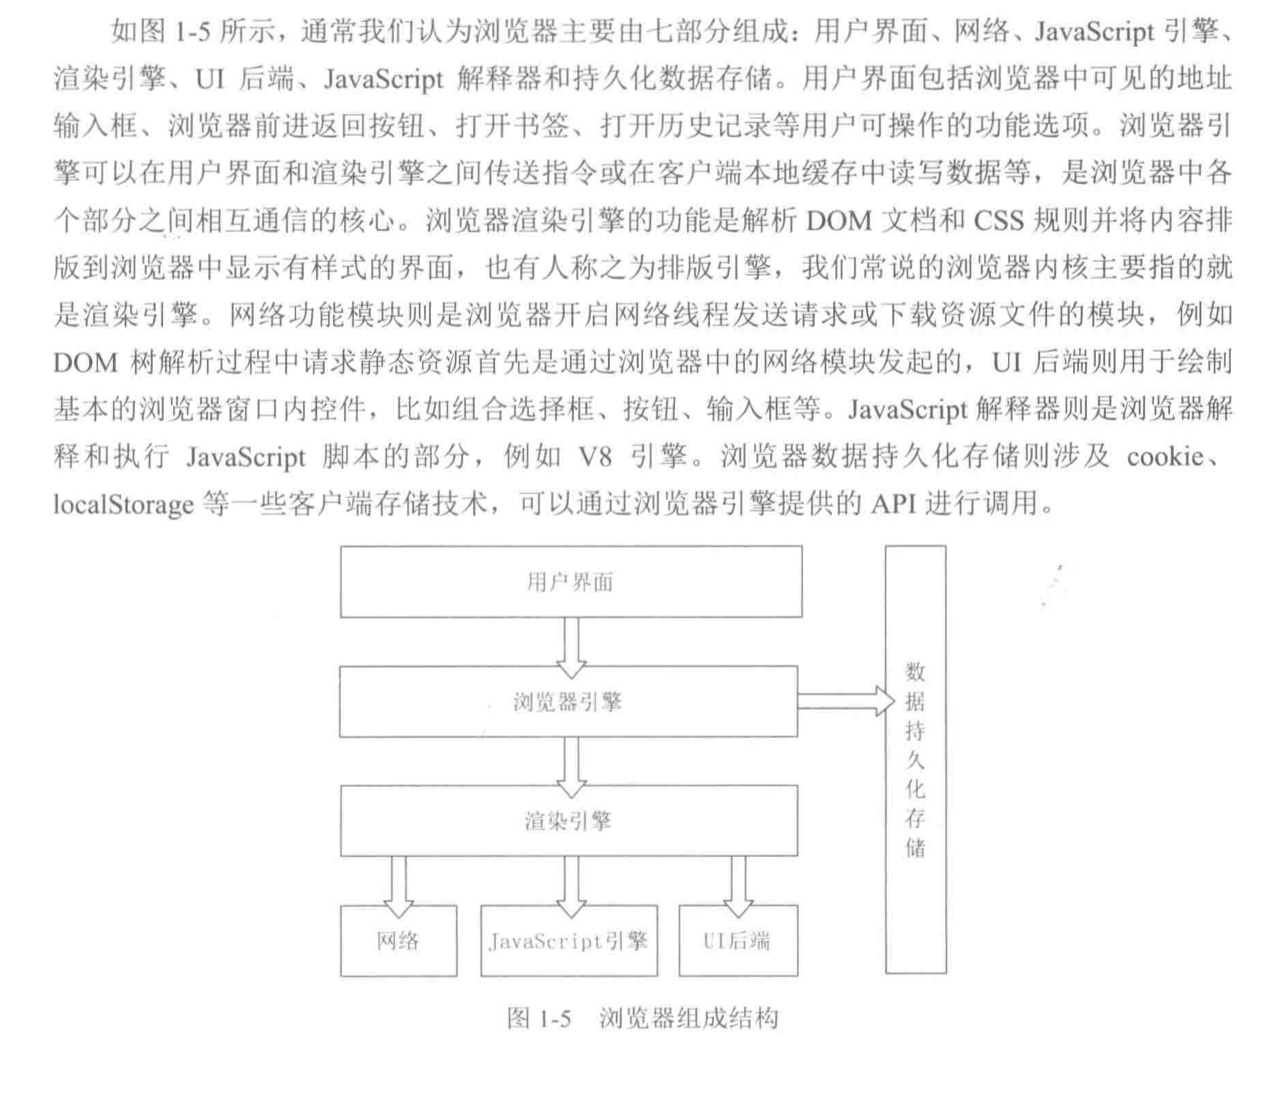 如图 1-5 所示，通常我们认为浏览器主要由七部分组成：用户界面、网络、JavaScript 引擎、
渲染引擎、UI 后端、JavaScript 解释器和持久化数据存储。用户界面包括浏览器中可见的地址
输入框、浏览器前进返回按钮、打开书签、打开历史记录等用户可操作的功能选项。浏览器引
擎可以在用户界面和渲染引擎之间传送指令或在客户端本地缓存中读写数据等，是浏览器中各
个部分之间相互通信的核心。浏览器渲染引擎的功能是解析 DOM 文档和 CSS 规则并将内容排
版到浏览器中显示有样式的界面，也有人称之为排版引擎，我们常说的浏览器内核主要指的就
是渲染引擎。网络功能模块则是浏览器开启网络线程发送请求或下载资源文件的模块，例如
DOM 树解析过程中请求静态资源首先是通过浏览器中的网络模块发起的，UI 后端则用于绘制
基本的浏览器窗口内控件，比如组合选择框、按钮、输入框等。JavaScript 解释器则是浏览器解
释和执行 JavaScript 脚本的部分，例如 V8 引擎。浏览器数据持久化存储则涉及 cookie、
localStorage 等一些客户端存储技术，可以通过浏览器引擎提供的 API 进行调用。
用户界面
浏览器引擎
渲染引擎
网络
JavaScript引擎
UI后端
数据持久化存储
图 1-5 浏览器组成结构